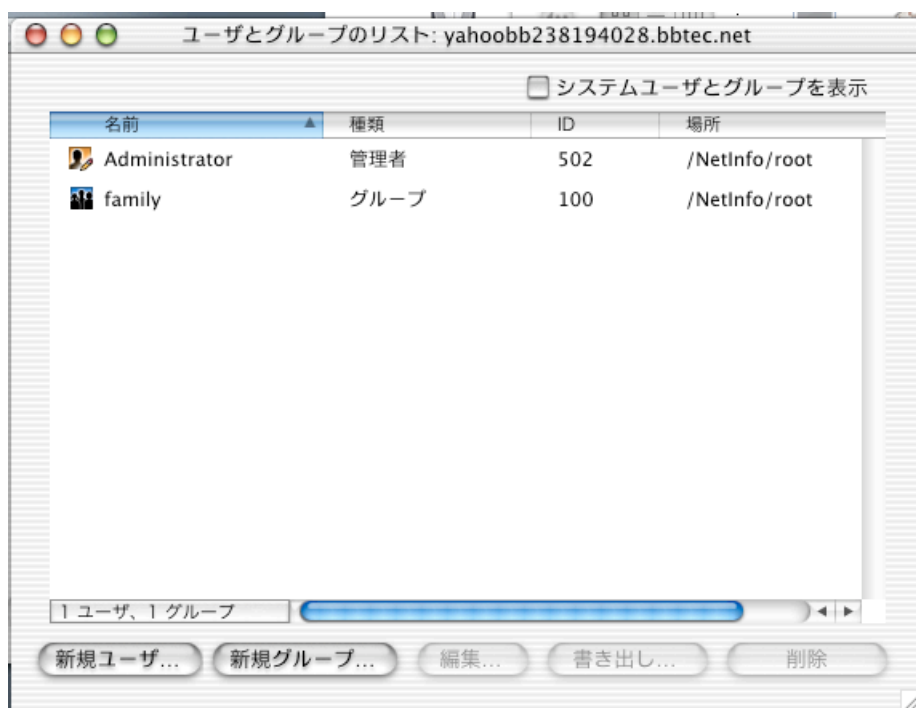 ユーザとグループのリスト: yahoobb238194028.bbtec.net
システムユーザとグループを表示
名前 種類 ID 場所
Administrator 管理者 502 /NetInfo/root
family グループ 100 /NetInfo/root
1 ユーザ、1 グループ
新規ユーザ... 新規グループ... 編集... 書き出し... 削除